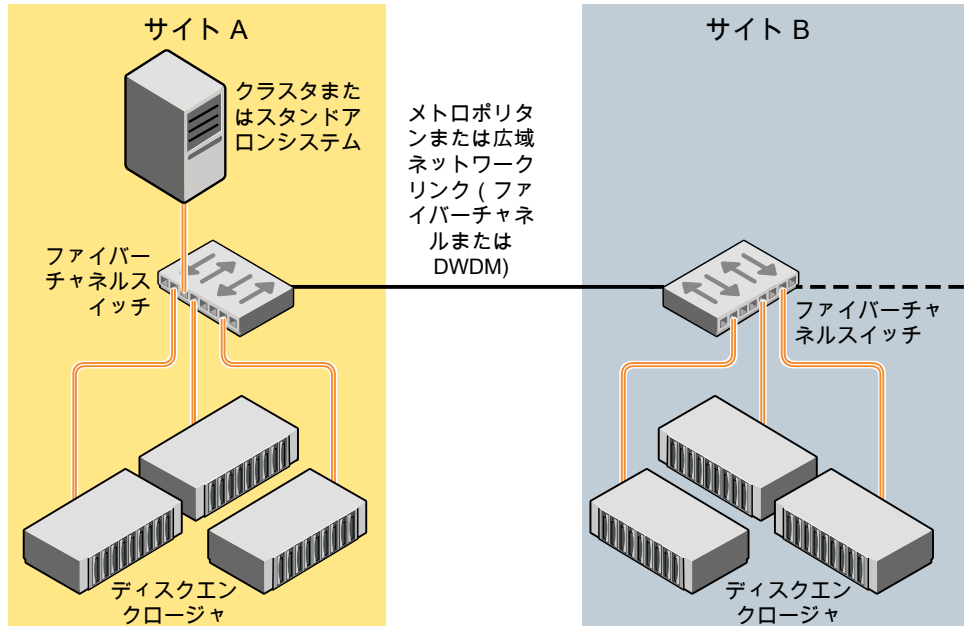 サイト A
クラスタまた
はスタンドア
ロンシステム
ファイバー
チャネルス
イッチ
ディスクエン
クロージャ
メトロポリタ
ンまたは広域
ネットワーク
リンク ( ファ
イバーチャネ
ルまたは
DWDM)
サイト B
ファイバーチャ
ネルスイッチ
ディスクエン
クロージャ